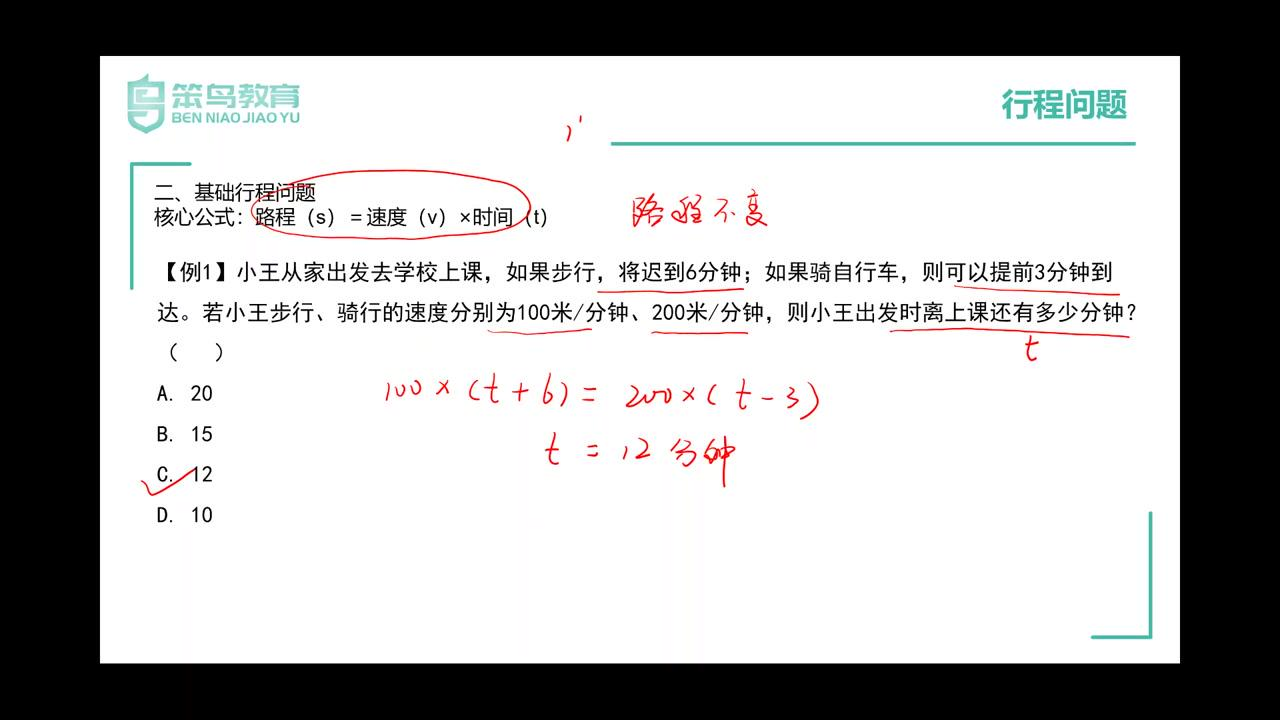 笨鸟教育
BEN NIAO JIAO YU
行程问题
二、基础行程问题
核心公式：路程（s）＝速度（v）×时间（t）
路程不变
【例1】小王从家出发去学校上课，如果步行，将迟到6分钟；如果骑自行车，则可以提前3分钟到
达。若小王步行、骑行的速度分别为100米/分钟、200米/分钟，则小王出发时离上课还有多少分钟？
（ ）
t
A. 20
100×(t+6)=200×(t-3)
B. 15
t=12分钟
C. 12
D. 10